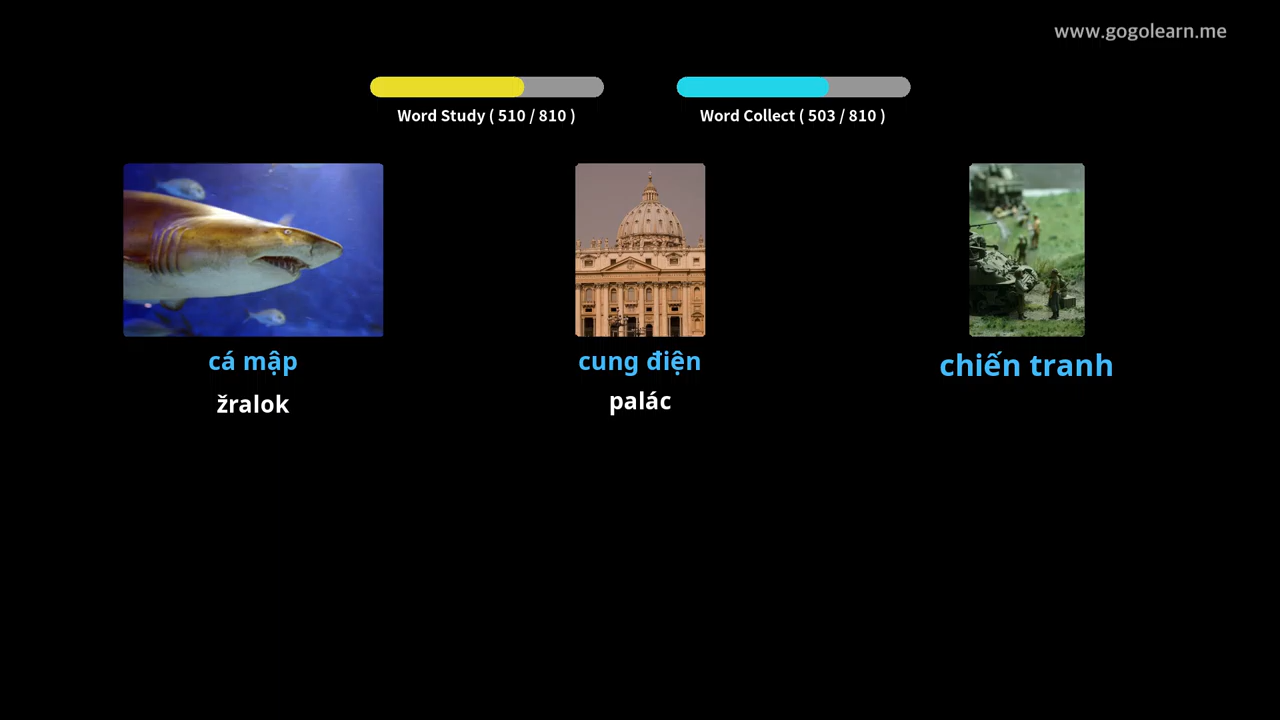 www.gogolearn.me
Word Study ( 510 / 810 )
Word Collect ( 503 / 810 )
cá mập
žralok
cung điện
palác
chiến tranh